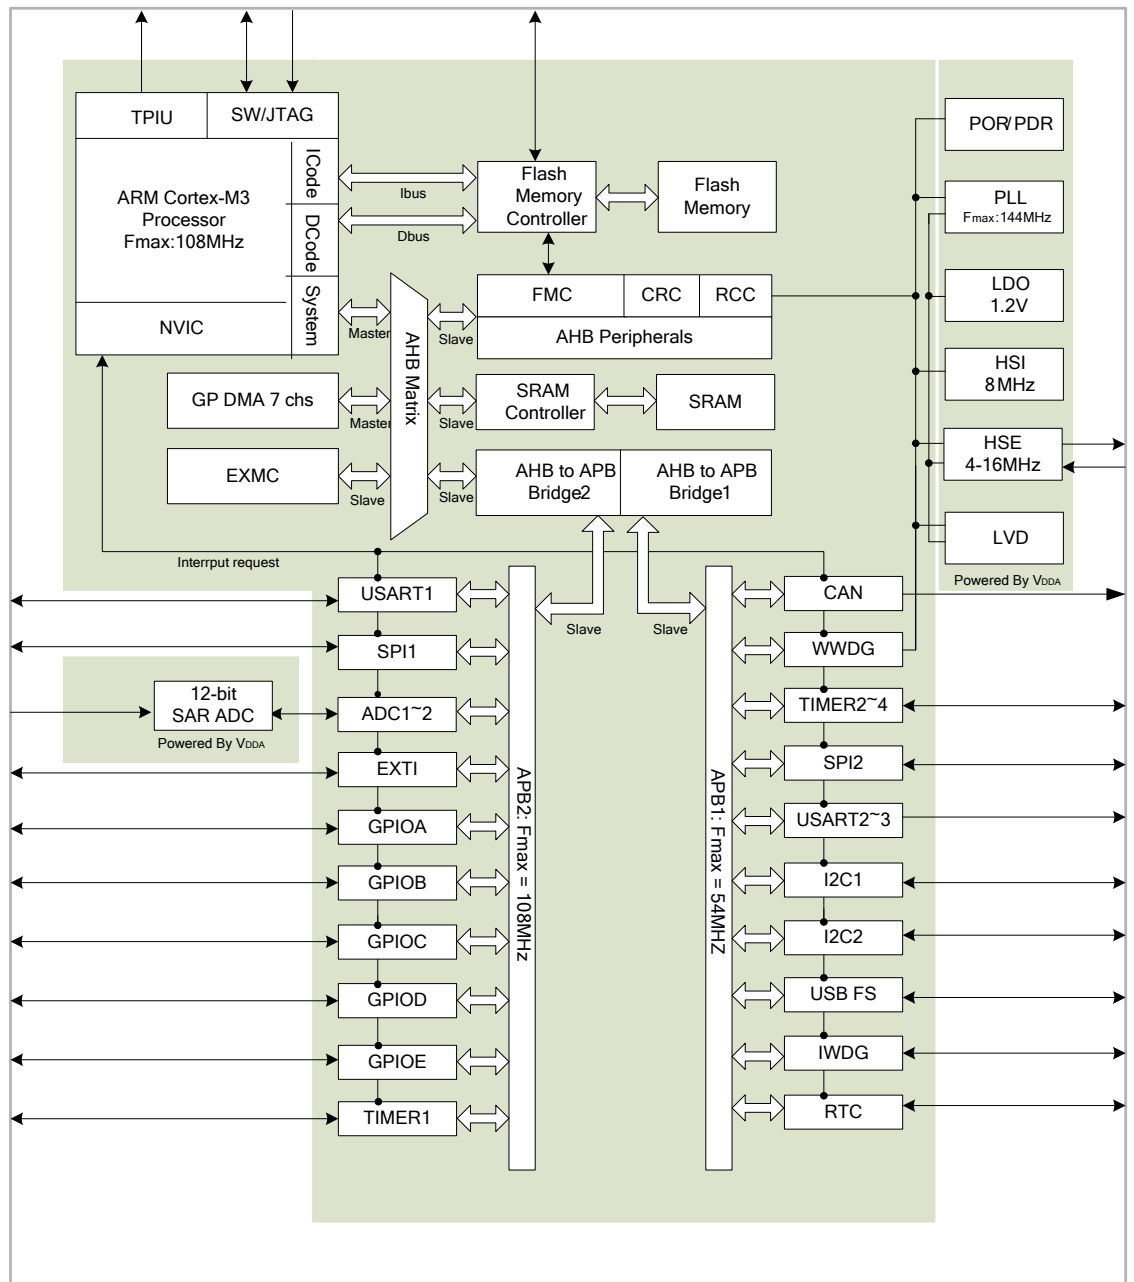 TPIU
SW/JTAG
ARM Cortex-M3
Processor
Fmax:108MHz
ICode
DCode
System
NVIC
Ibus
Dbus
Flash
Memory
Controller
Flash
Memory
FMC
CRC
RCC
AHB Peripherals
Master
Slave
AHB Matrix
GP DMA 7 chs
Master
Slave
SRAM
Controller
SRAM
EXMC
Slave
Slave
AHB to APB
Bridge2
AHB to APB
Bridge1
POR/PDR
PLL
Fmax:144MHz
LDO
1.2V
HSI
8MHz
HSE
4-16MHz
LVD
Powered By VDDA
Interrput request
Slave
Slave
USART1
SPI1
12-bit
SAR ADC
Powered By VDDA
ADC1~2
EXTI
GPIOA
GPIOB
GPIOC
GPIOD
GPIOE
TIMER1
APB2: Fmax = 108MHz
APB1: Fmax = 54MHZ
CAN
WWDG
TIMER2~4
SPI2
USART2~3
I2C1
I2C2
USB FS
IWDG
RTC